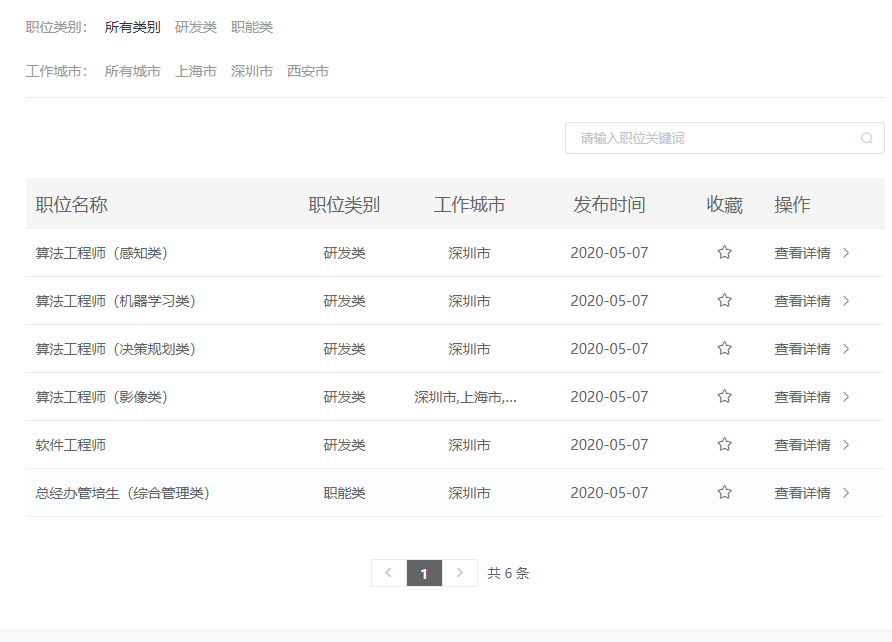 职位类别： 所有类别 研发类 职能类
工作城市： 所有城市 上海市 深圳市 西安市
请输入职位关键词
职位名称 职位类别 工作城市 发布时间 收藏 操作
算法工程师（感知类） 研发类 深圳市 2020-05-07 查看详情
算法工程师（机器学习类） 研发类 深圳市 2020-05-07 查看详情
算法工程师（决策规划类） 研发类 深圳市 2020-05-07 查看详情
算法工程师（影像类） 研发类 深圳市,上海市,... 2020-05-07 查看详情
软件工程师 研发类 深圳市 2020-05-07 查看详情
总经办管培生（综合管理类） 职能类 深圳市 2020-05-07 查看详情
1 共 6 条